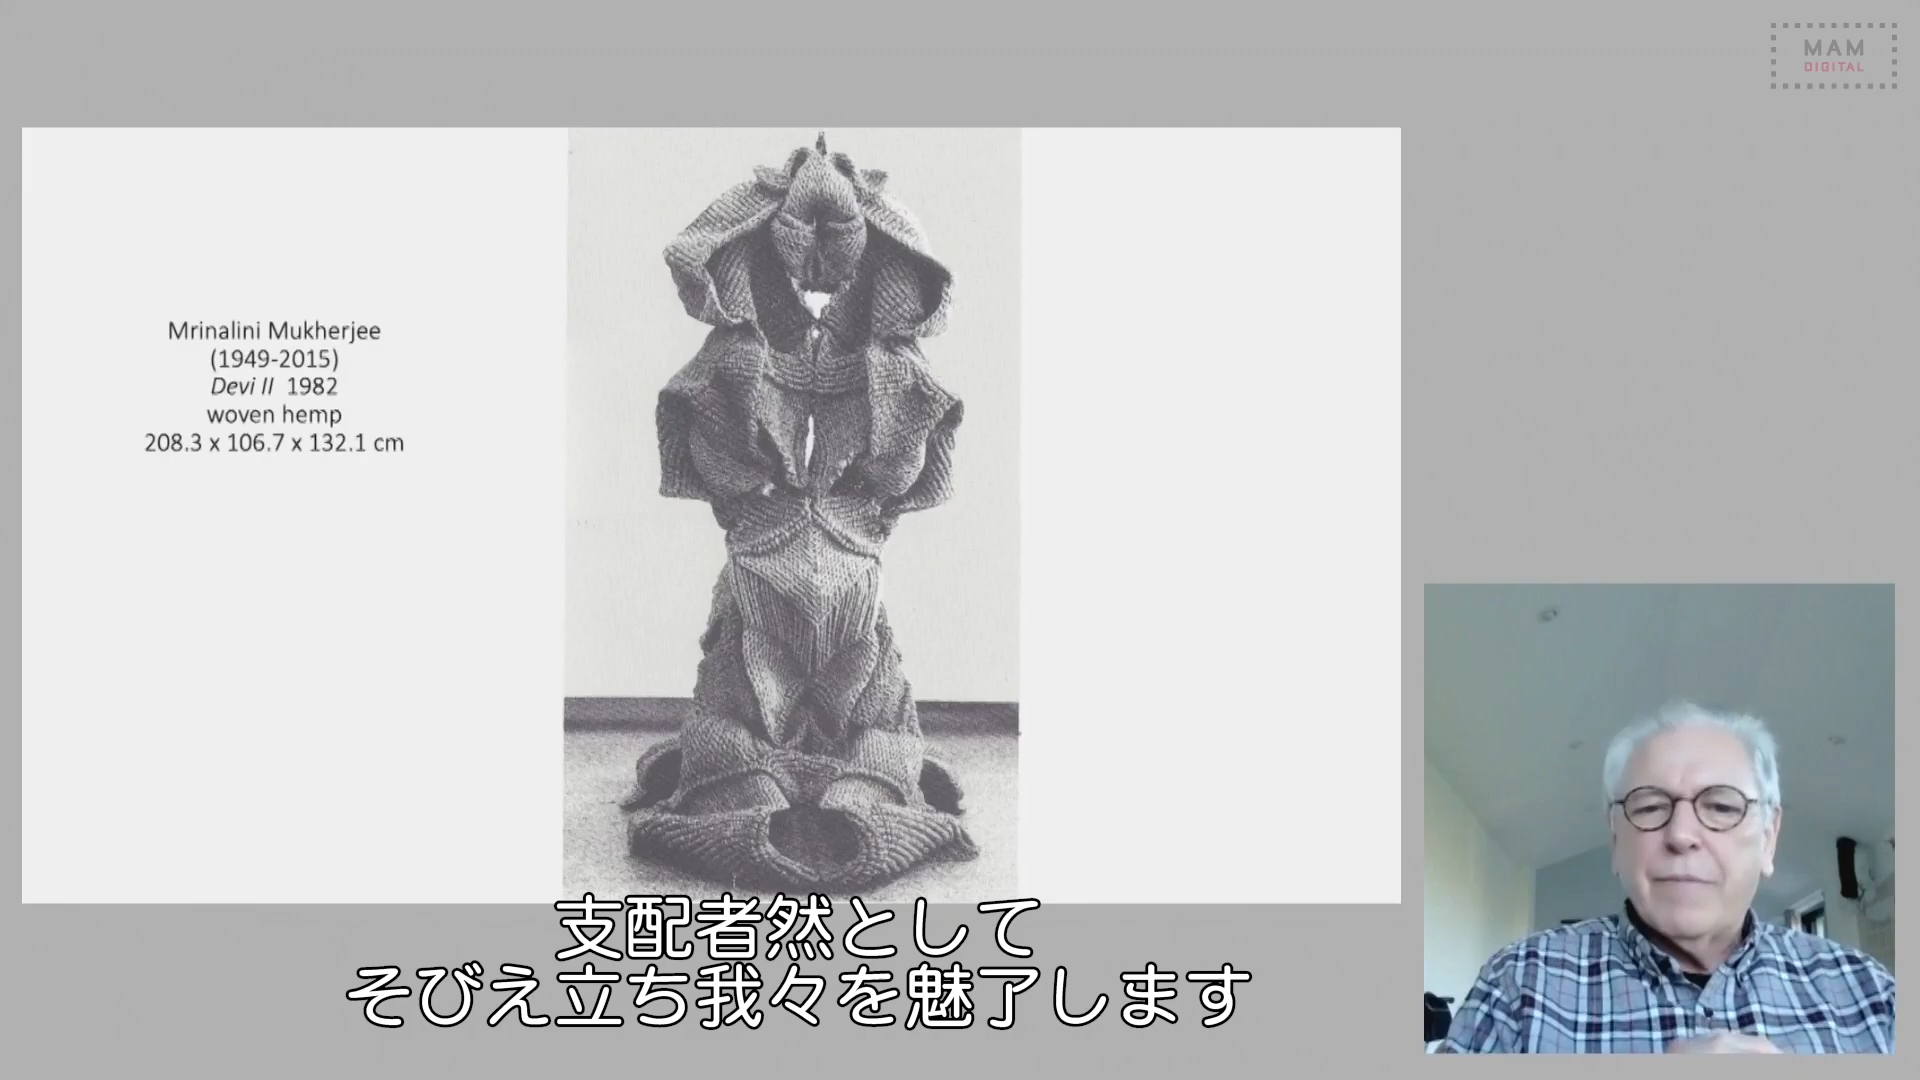 MAM
DIGITAL
Mrinalini Mukherjee
(1949-2015)
Devi II 1982
woven hemp
208.3 x 106.7 x 132.1 cm
支配者然として
そびえ立ち我々を魅了します